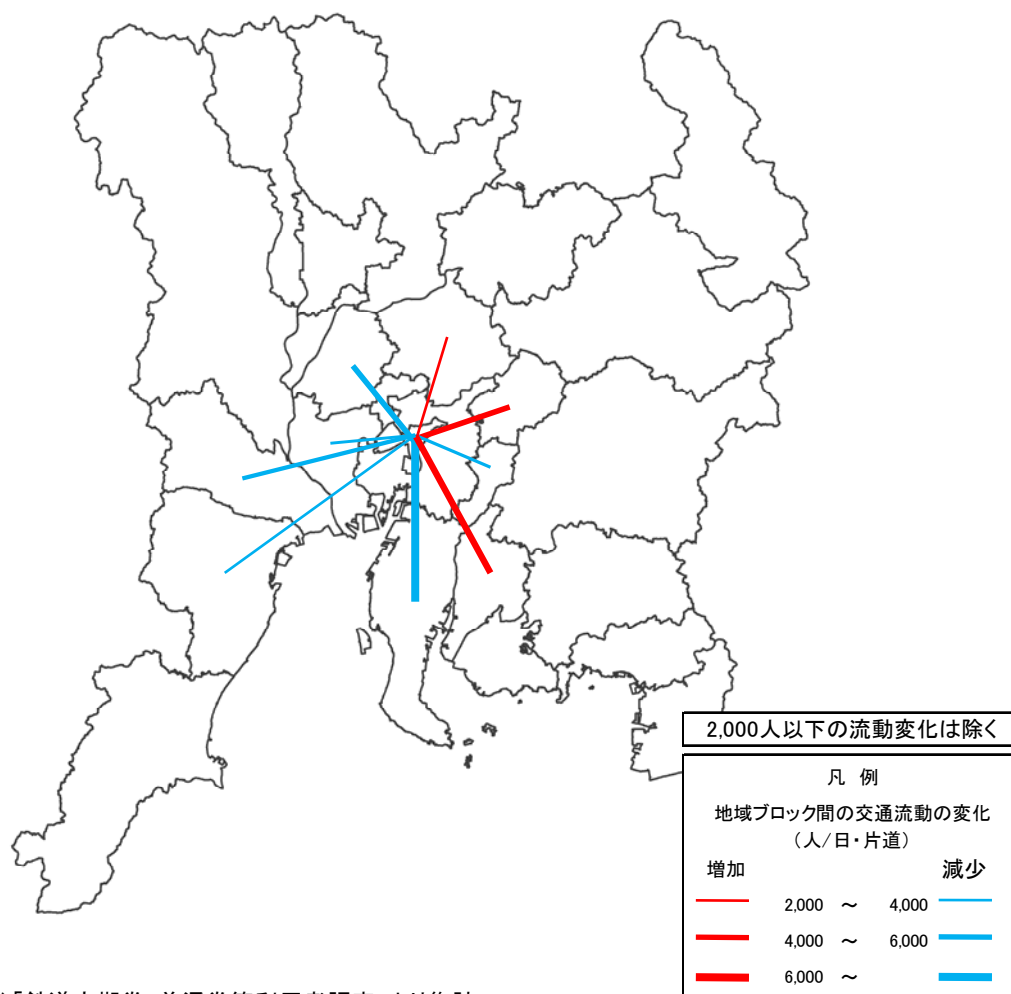 2,000人以下の流動変化は除く
凡 例
地域ブロック間の交通流動の変化
（人/日・片道）
増加 減少
2,000 ～ 4,000
4,000 ～ 6,000
6,000 ～